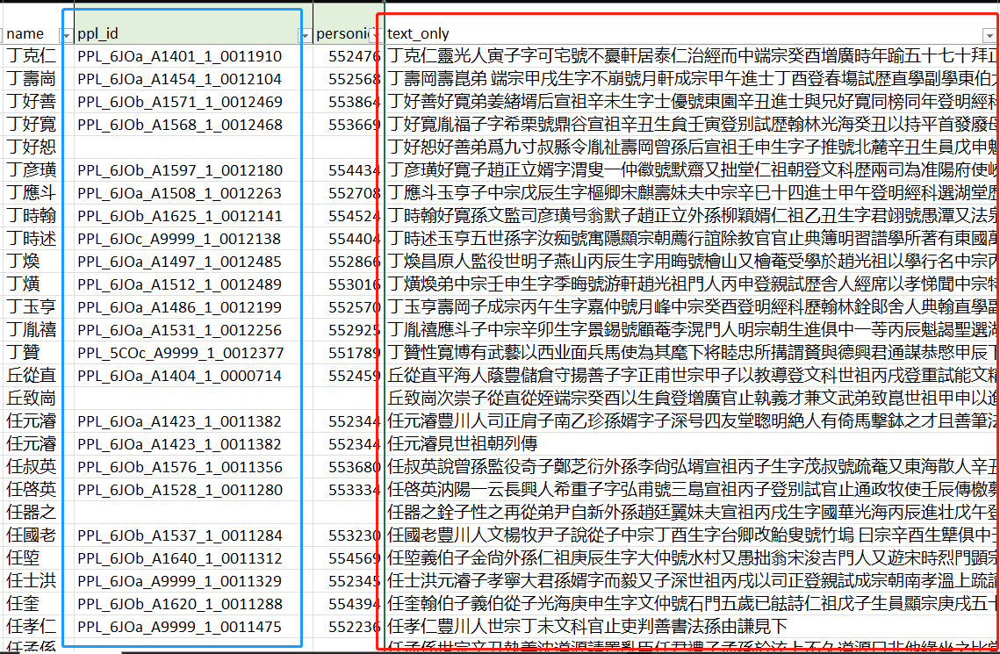 name ppl_id personi text_only
丁克仁 PPL_6JOa_A1401_1_0011910 552476 丁克仁靈光人寅子字可宅號不憂軒居泰仁治經而中端宗癸酉增廣時年踰五十七十拜正
丁壽崗 PPL_6JOa_A1454_1_0012104 552568 丁壽岡壽崑弟 端宗甲戌生字不崩號月軒成宗甲午進士丁酉登春塲試歴直學副學東伯大
丁好善 PPL_6JOb_A1571_1_0012469 553864 丁好善好寬弟姜緖壻后宣祖辛未生字士優號東園辛丑進士與兄好寬同榜同年登明經科
丁好寬 PPL_6JOb_A1568_1_0012468 553669 丁好寬胤福子字希栗號鼎谷宣祖辛丑生貟壬寅登别試歴翰林光海癸丑以持平首發廢母
丁好恕 丁好恕好善弟爲九寸叔縣令胤祉壽岡曾孫后宣祖壬申生字子推號北麓辛丑生員戊申魁
丁彦璜 PPL_6JOb_A1597_1_0012180 554434 丁彦璜好寬子趙正立婿字渭叟一仲徽號默齋又拙堂仁祖朝登文科歴兩司為准陽府使
丁應斗 PPL_6JOa_A1508_1_0012263 552708 丁應斗玉亨子中宗戊辰生字樞卿宋麒壽妹夫中宗辛巳十四進士甲午登明經科選湖堂歴
丁時翰 PPL_6JOb_A1625_1_0012141 554524 丁時翰好寬孫文監司彦璜号翁默子趙正立外孫柳穎婿仁祖乙丑生字君翊號愚潭又法泉
丁時述 PPL_6JOc_A9999_1_0012138 554404 丁時述玉亨五世孫字汝痴號寓隱顯宗朝薦行誼除教官官止典簿明習譜學所著有東國萬
丁煥 PPL_6JOa_A1497_1_0012485 552866 丁煥昌原人監役世明子燕山丙辰生字用晦號檜山又檜菴受學於趙光祖以學行名中宗丙
丁熿 PPL_6JOa_A1512_1_0012489 553016 丁熿煥弟中宗壬申生字季晦號游軒趙光祖門人丙申登親試歴舍人經席以孝悌聞中宗特
丁玉亨 PPL_6JOa_A1486_1_0012199 552570 丁玉亨壽岡子成宗丙午生字嘉仲號月峰中宗癸酉登明經科歴翰林銓郞舍人典翰直學副
丁胤禧 PPL_6JOa_A1531_1_0012256 552925 丁胤禧應斗子中宗辛卯生字景錫號顧菴李滉門人明宗朝生進俱中一等丙辰魁謁聖選湖
丁贊 PPL_5COc_A9999_1_0012377 551789 丁贊性寬博有武藝以西业面兵馬使為其麾下将睦忠所搆謂贇與德興君通謀恭愍甲辰下
丘從直 PPL_6JOa_A1404_1_0000714 552459 丘從直平海人蔭豊儲倉守揚善子字正甫世宗甲子以教導登文科世祖丙戌登重試能文精
丘致崗 丘致崗次崇子從直從姪端宗癸酉以生貟登增廣官止執義才兼文武弟致崑世祖甲申以進
任元濬 PPL_6JOa_A1423_1_0011382 552344 任元濬豊川人司正肩子南乙珍孫婿字子深号四友堂聦明絶人有倚馬擊鉢之才且善筆法
任元濬 PPL_6JOa_A1423_1_0011382 552344 任元濬見世祖朝列傳
任叔英 PPL_6JOb_A1576_1_0011356 553680 任叔英說曾孫監役奇子鄭芝衍外孫李尙弘壻宣祖丙子生字茂叔號疏菴又東海散人辛丑
任啓英 PPL_6JOb_A1528_1_0011280 553334 任啓英汭陽一云長興人希重子字弘甫號三島宣祖丙子登别試官止通政牧使壬辰傳檄募
任器之 任器之銓子性之再從弟尹自新外孫趙廷翼妹夫宣祖丙戌生字國華光海丙辰進壮戊午登
任國老 PPL_6JOb_A1537_1_0011284 553230 任國老豊川人文楊牧尹子說從子中宗丁酉生字台卿改鮐叟號竹塢 曰宗辛酉生鞸俱中
任埅 PPL_6JOb_A1640_1_0011312 554569 任埅義伯子金尙外孫仁祖庚辰生字大仲號水村又愚拙翁宋浚吉門人又遊宋時烈門顕宗
任士洪 PPL_6JOa_A9999_1_0011329 552345 任士洪元濬子孝寧大君孫婿字而毅又子深世祖丙戌以司正登親試成宗朝南孝溫上疏請
任奎 PPL_6JOb_A1620_1_0011288 554394 任奎翰伯子義伯從子光海庚申生字文仲號石門五歲已能詩仁祖戊子生員顯宗庚戌五十
任孝仁 PPL_6JOa_A9999_1_0011475 552236 任孝仁豊川人世宗丁未文科官止吏判善書法孫由謙見下